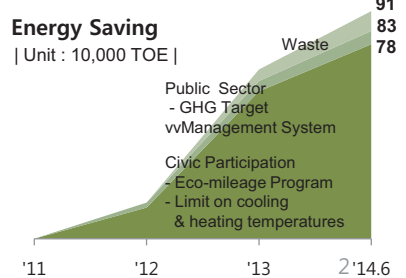 91
Energy Saving
83
| Unit : 10,000 TOE |
Waste
78
Public Sector
- GHG Target
vvManagement System
Civic Participation
- Eco-mileage Program
- Limit on cooling
& heating temperatures
'11
'12
'13
2
'14.6